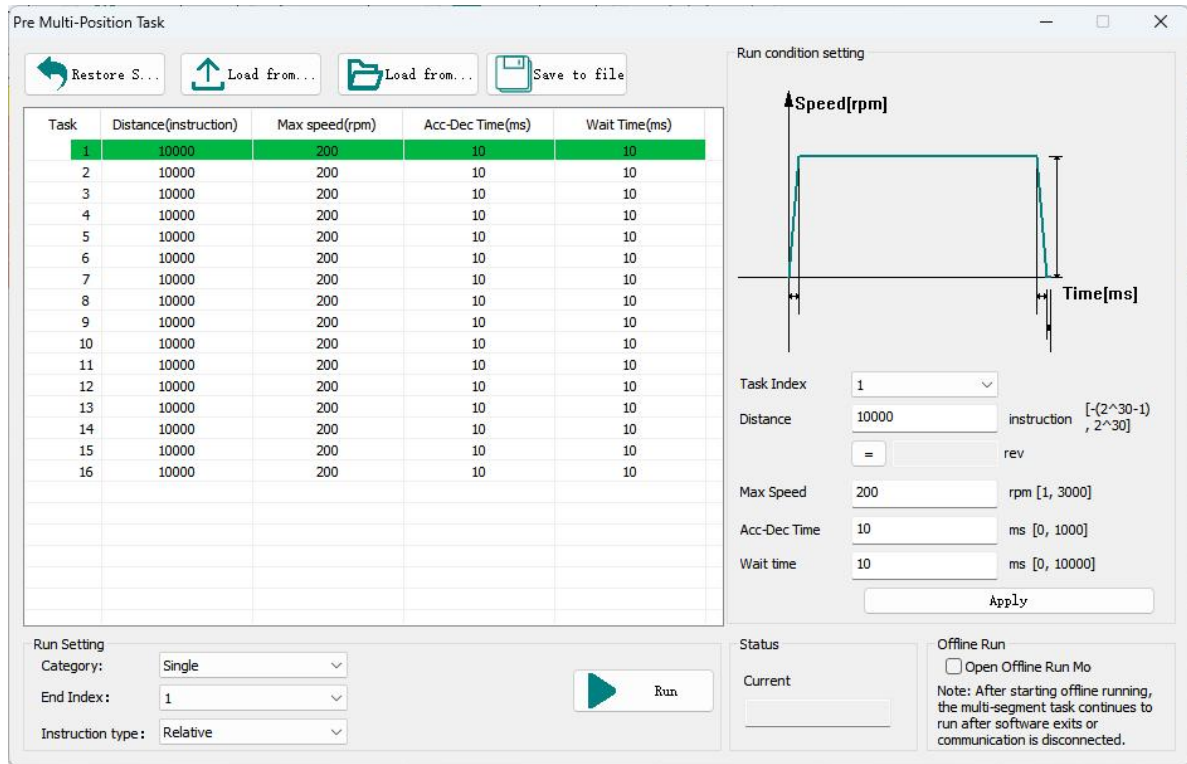 Pre Multi-Position Task
Restore S...
Load from...
Load from...
Save to file
Task Distance(instruction) Max speed(rpm) Acc-Dec Time(ms) Wait Time(ms)
1 10000 200 10 10
2 10000 200 10 10
3 10000 200 10 10
4 10000 200 10 10
5 10000 200 10 10
6 10000 200 10 10
7 10000 200 10 10
8 10000 200 10 10
9 10000 200 10 10
10 10000 200 10 10
11 10000 200 10 10
12 10000 200 10 10
13 10000 200 10 10
14 10000 200 10 10
15 10000 200 10 10
16 10000 200 10 10
Run condition setting
Speed[rpm]
Time[ms]
Task Index 1
Distance 10000 instruction [-(2^30-1)
, 2^30]
= rev
Max Speed 200 rpm [1, 3000]
Acc-Dec Time 10 ms [0, 1000]
Wait time 10 ms [0, 10000]
Apply
Run Setting
Category: Single
End Index: 1
Instruction type: Relative
Run
Status
Current
Offline Run
Open Offline Run Mo
Note: After starting offline running,
the multi-segment task continues to
run after software exits or
communication is disconnected.